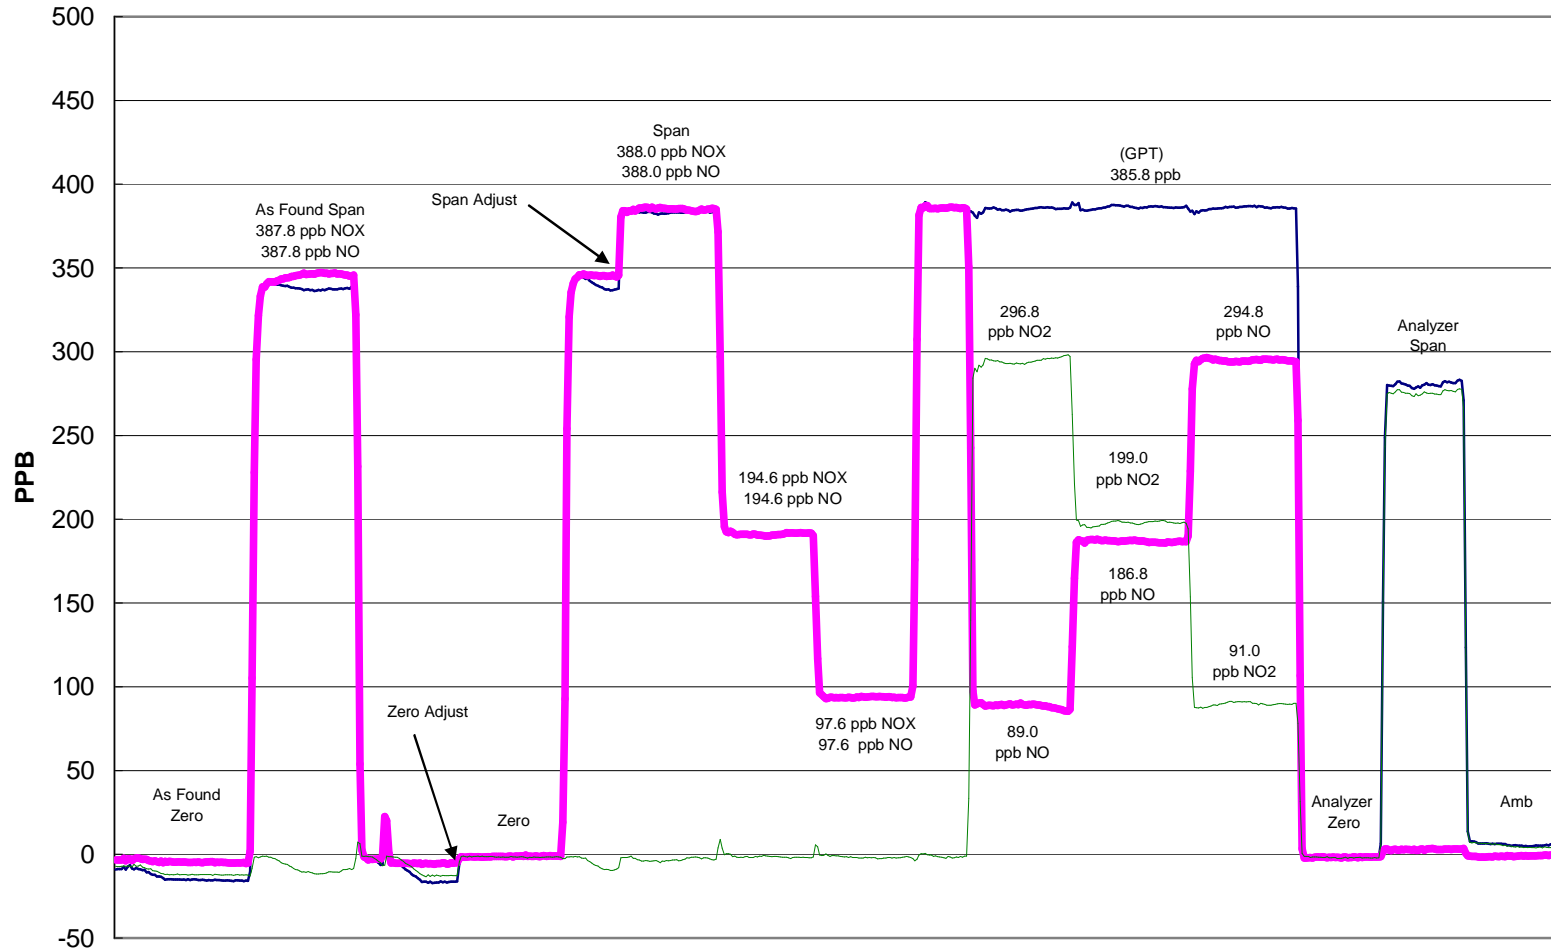 500
450
400
350
300
250
200
150
100
50
0
-50
PPB
As Found
Zero
As Found Span
387.8 ppb NOX
387.8 ppb NO
Zero Adjust
Zero
Span Adjust
Span
388.0 ppb NOX
388.0 ppb NO
194.6 ppb NOX
194.6 ppb NO
97.6 ppb NOX
97.6 ppb NO
(GPT)
385.8 ppb
296.8
ppb NO2
89.0
ppb NO
199.0
ppb NO2
186.8
ppb NO
294.8
ppb NO
91.0
ppb NO2
Analyzer
Zero
Analyzer
Span
Amb